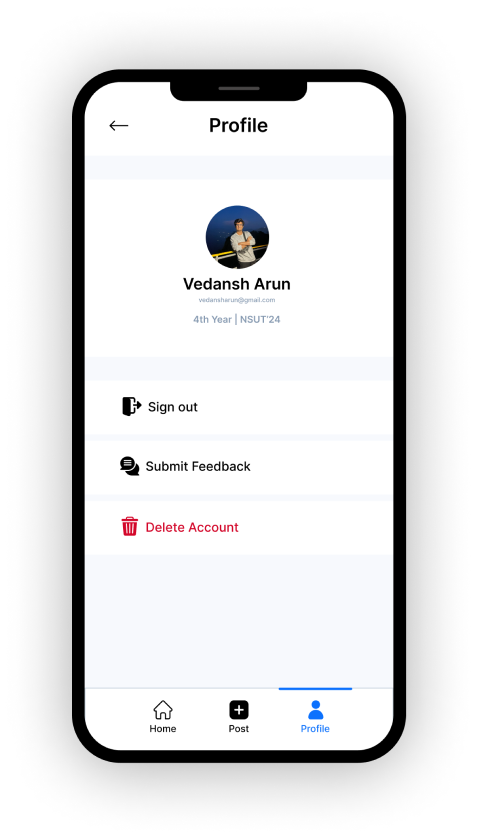 Profile
Vedansh Arun
vedansharun@gmail.com
4th Year | NSUT'24
Sign out
Submit Feedback
Delete Account
Home Post Profile